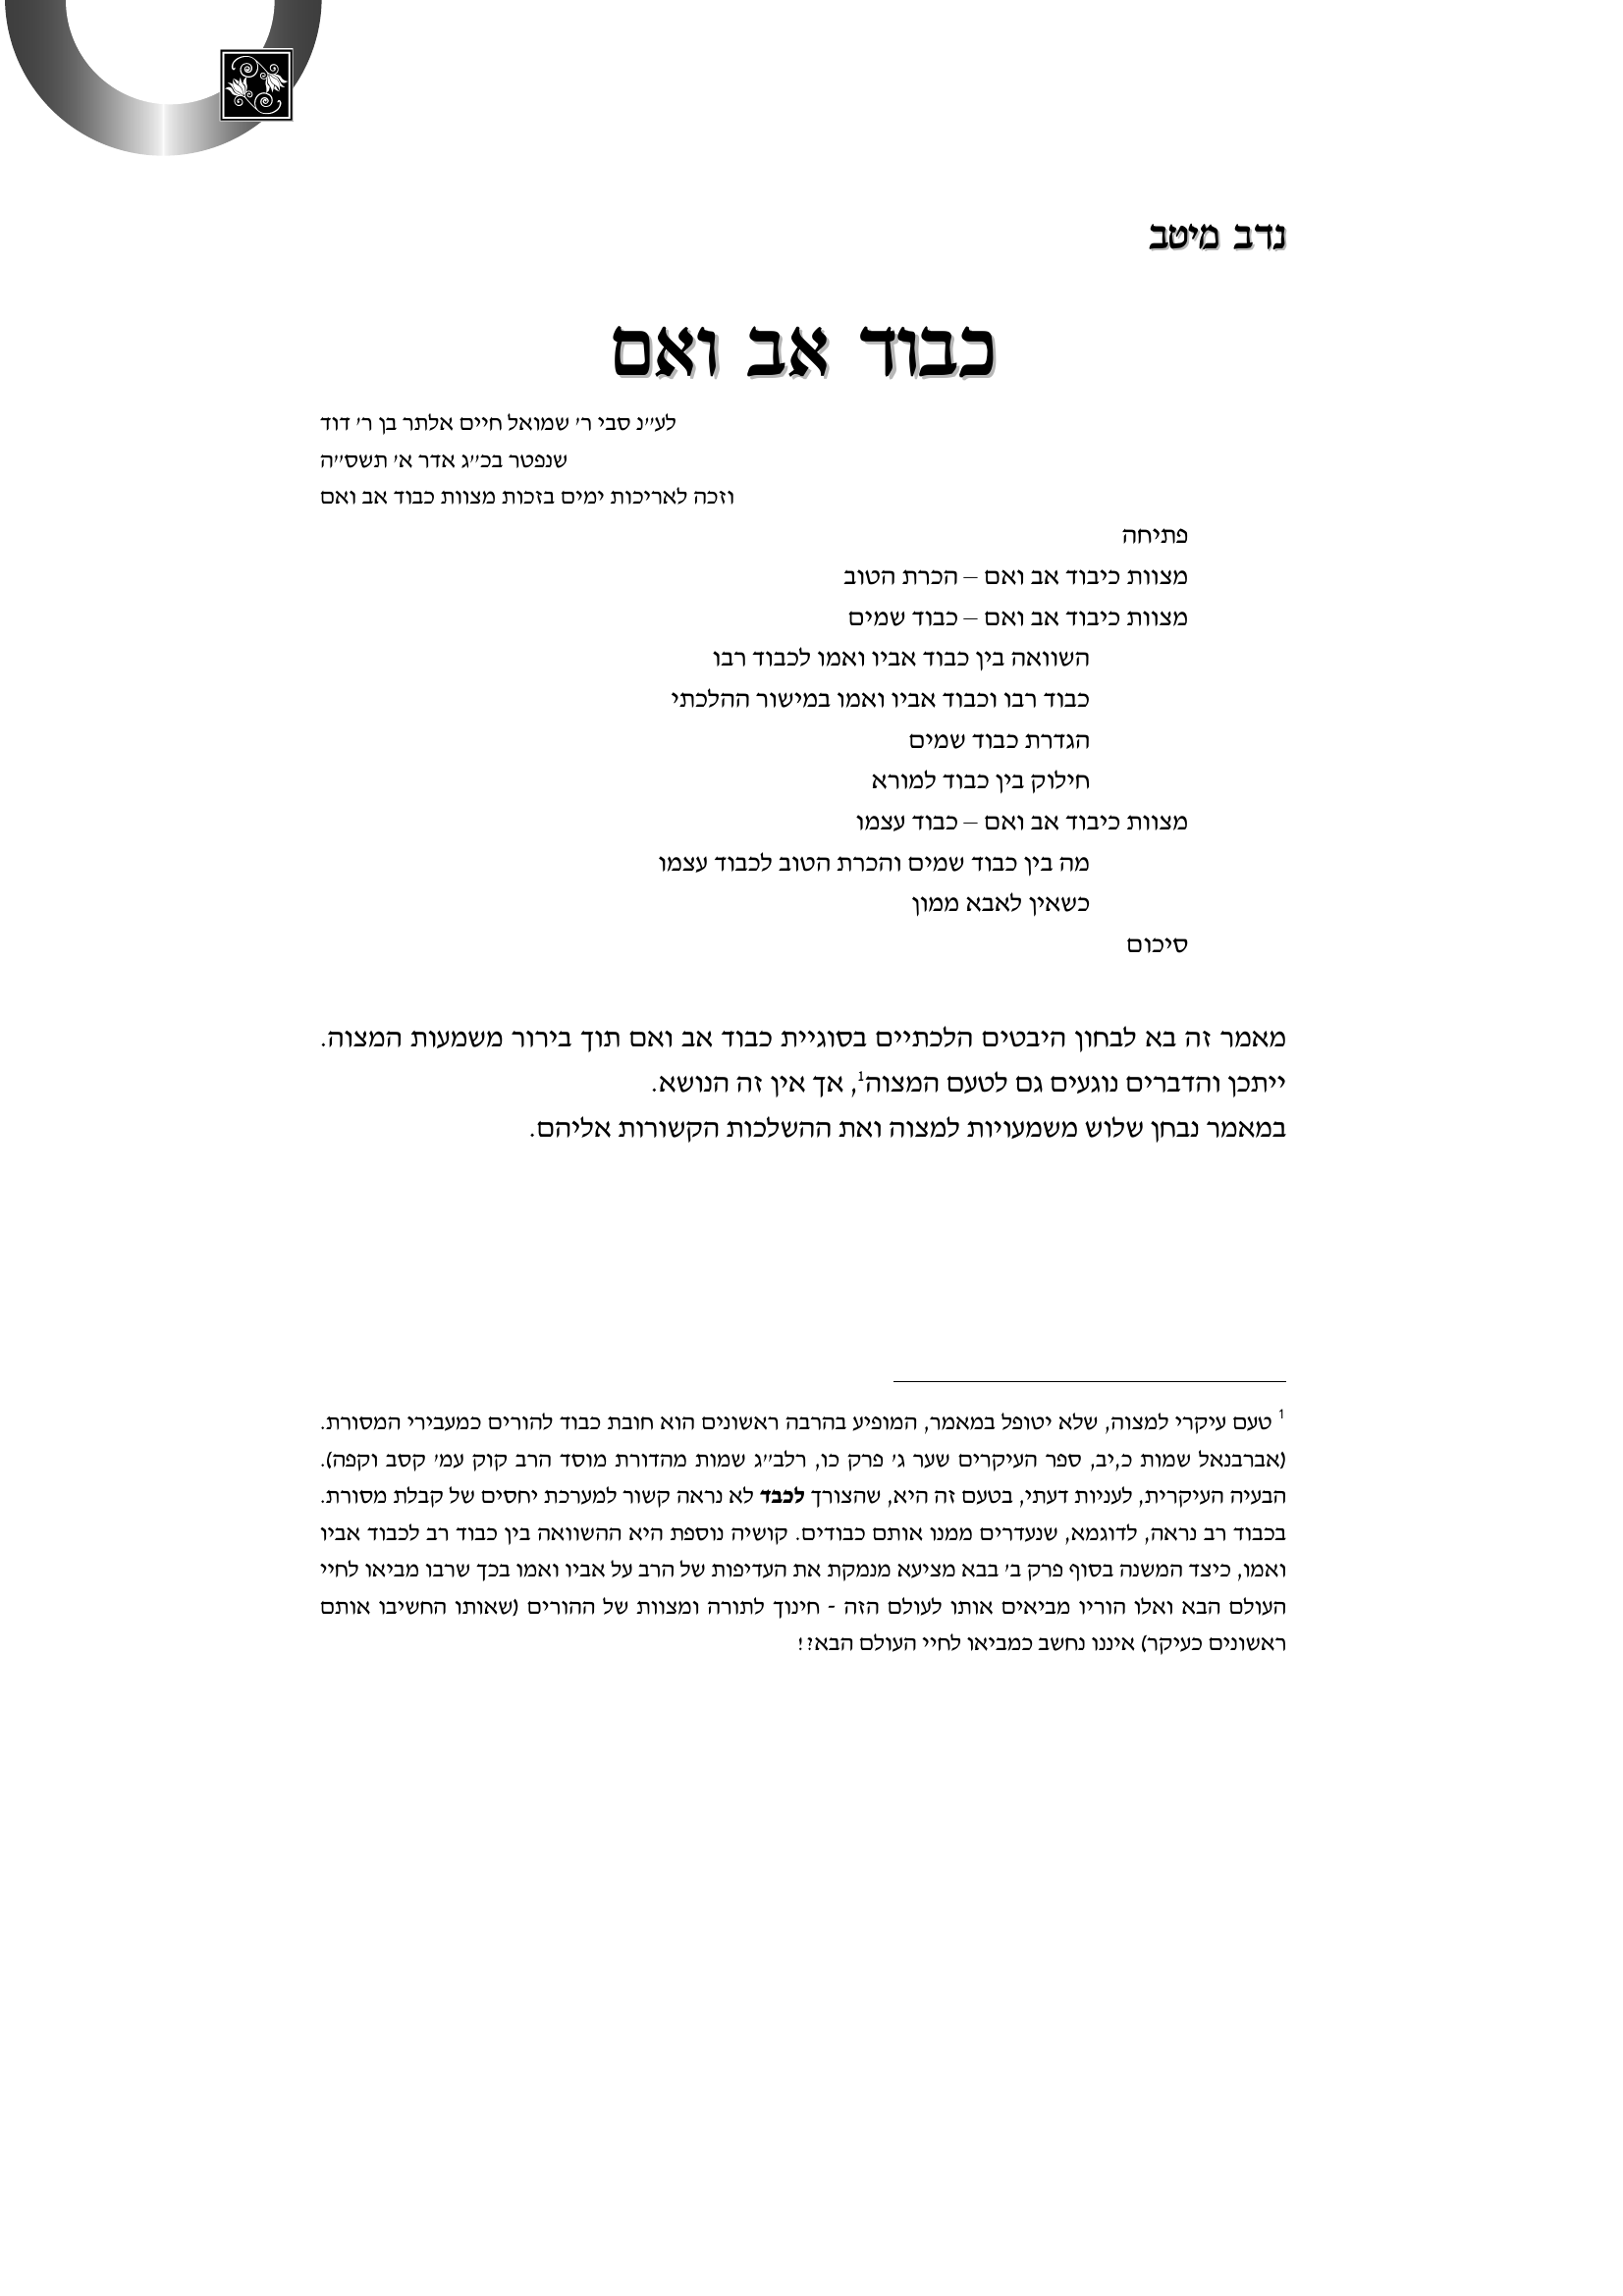 נדב מיטב
כבוד אב ואם
לע״נ סבי ר׳ שמואל חיים אלתר בן ר׳ דוד
שנפטר בכ״ג אדר א׳ תשס״ה
וזכה לאריכות ימים בזכות מצוות כבוד אב ואם
פתיחה
מצוות כיבוד אב ואם – הכרת הטוב
מצוות כיבוד אב ואם – כבוד שמים
השוואה בין כבוד אביו ואמו לכבוד רבו
כבוד רבו וכבוד אביו ואמו במישור ההלכתי
הגדרת כבוד שמים
חילוק בין כבוד למורא
מצוות כיבוד אב ואם – כבוד עצמו
מה בין כבוד שמים והכרת הטוב לכבוד עצמו
כשאין לאבא ממון
סיכום
מאמר זה בא לבחון היבטים הלכתיים בסוגיית כבוד אב ואם תוך בירור משמעות המצוה.
ייתכן והדברים נוגעים גם לטעם המצוה1, אך אין זה הנושא.
במאמר נבחן שלוש משמעויות למצוה ואת ההשלכות הקשורות אליהם.
1 טעם עיקרי למצוה, שלא יטופל במאמר, המופיע בהרבה ראשונים הוא חובת כבוד להורים כמעבירי המסורת.
(אברבנאל שמות כ,יב, ספר העיקרים שער ג׳ פרק כו, רלב״ג שמות מהדורת מוסד הרב קוק עמ׳ קסב וקפה).
הבעיה העיקרית, לעניות דעתי, בטעם זה היא, שהצורך לכבד לא נראה קשור למערכת יחסים של קבלת מסורת.
בכבוד רב נראה, לדוגמא, שנעדרים ממנו אותם כבודים. קושיה נוספת היא ההשוואה בין כבוד רב לכבוד אביו
ואמו, כיצד המשנה בסוף פרק ב׳ בבא מציעא מנמקת את העדיפות של הרב על אביו ואמו בכך שרבו מביאו לחיי
העולם הבא ואלו הוריו מביאים אותו לעולם הזה - חינוך לתורה ומצוות של ההורים (שאותו החשיבו אותם
ראשונים כעיקר) איננו נחשב כמביאו לחיי העולם הבא?!